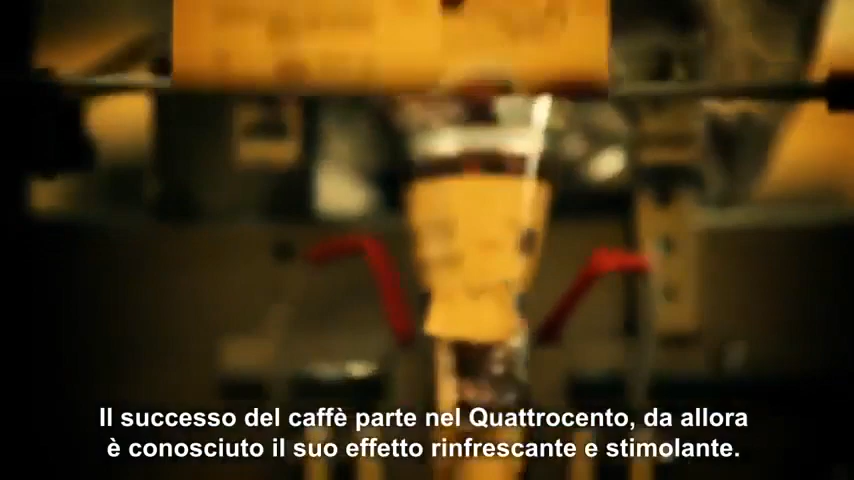 Il successo del caffè parte nel Quattrocento, da allora
è conosciuto il suo effetto rinfrescante e stimolante.